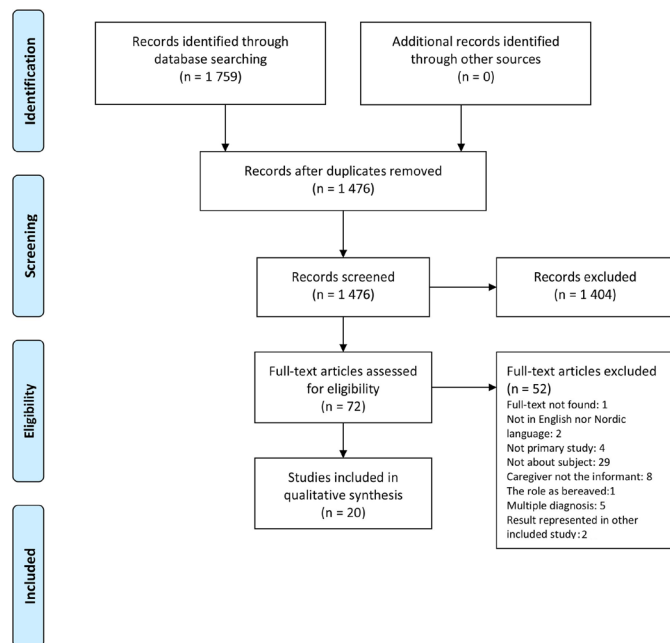 Identification
Records identified through
database searching
(n = 1 759)
Additional records identified
through other sources
(n = 0)
Records after duplicates removed
(n = 1 476)
Screening
Records screened
(n = 1 476)
Records excluded
(n = 1 404)
Eligibility
Full-text articles assessed
for eligibility
(n = 72)
Full-text articles excluded
(n = 52)
Full-text not found: 1
Not in English nor Nordic
language: 2
Not primary study: 4
Not about subject: 29
Caregiver not the informant: 8
The role as bereaved:1
Multiple diagnosis: 5
Result represented in other
included study: 2
Included
Studies included in
qualitative synthesis
(n = 20)